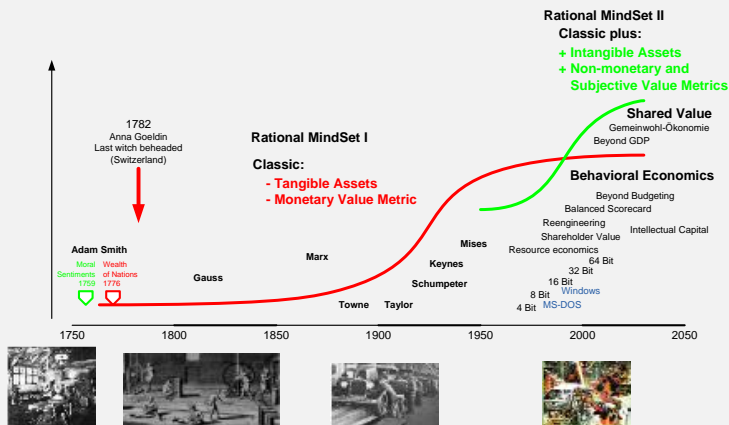 Rational MindSet II
Classic plus:
+ Intangible Assets
+ Non-monetary and
Subjective Value Metrics
1782
Anna Goeldin
Last witch beheaded
(Switzerland)
Rational MindSet I
Classic:
- Tangible Assets
- Monetary Value Metric
Shared Value
Gemeinwohl-Ökonomie
Beyond GDP
Behavioral Economics
Beyond Budgeting
Balanced Scorecard
Reengineering
Intellectual Capital
Shareholder Value
Resource economics
64 Bit
32 Bit
16 Bit
Windows
8 Bit
MS-DOS
4 Bit
Adam Smith
Moral
Sentiments
1759
Wealth
of Nations
1776
Gauss
Marx
Mises
Keynes
Schumpeter
Towne
Taylor
1750
1800
1850
1900
1950
2000
2050